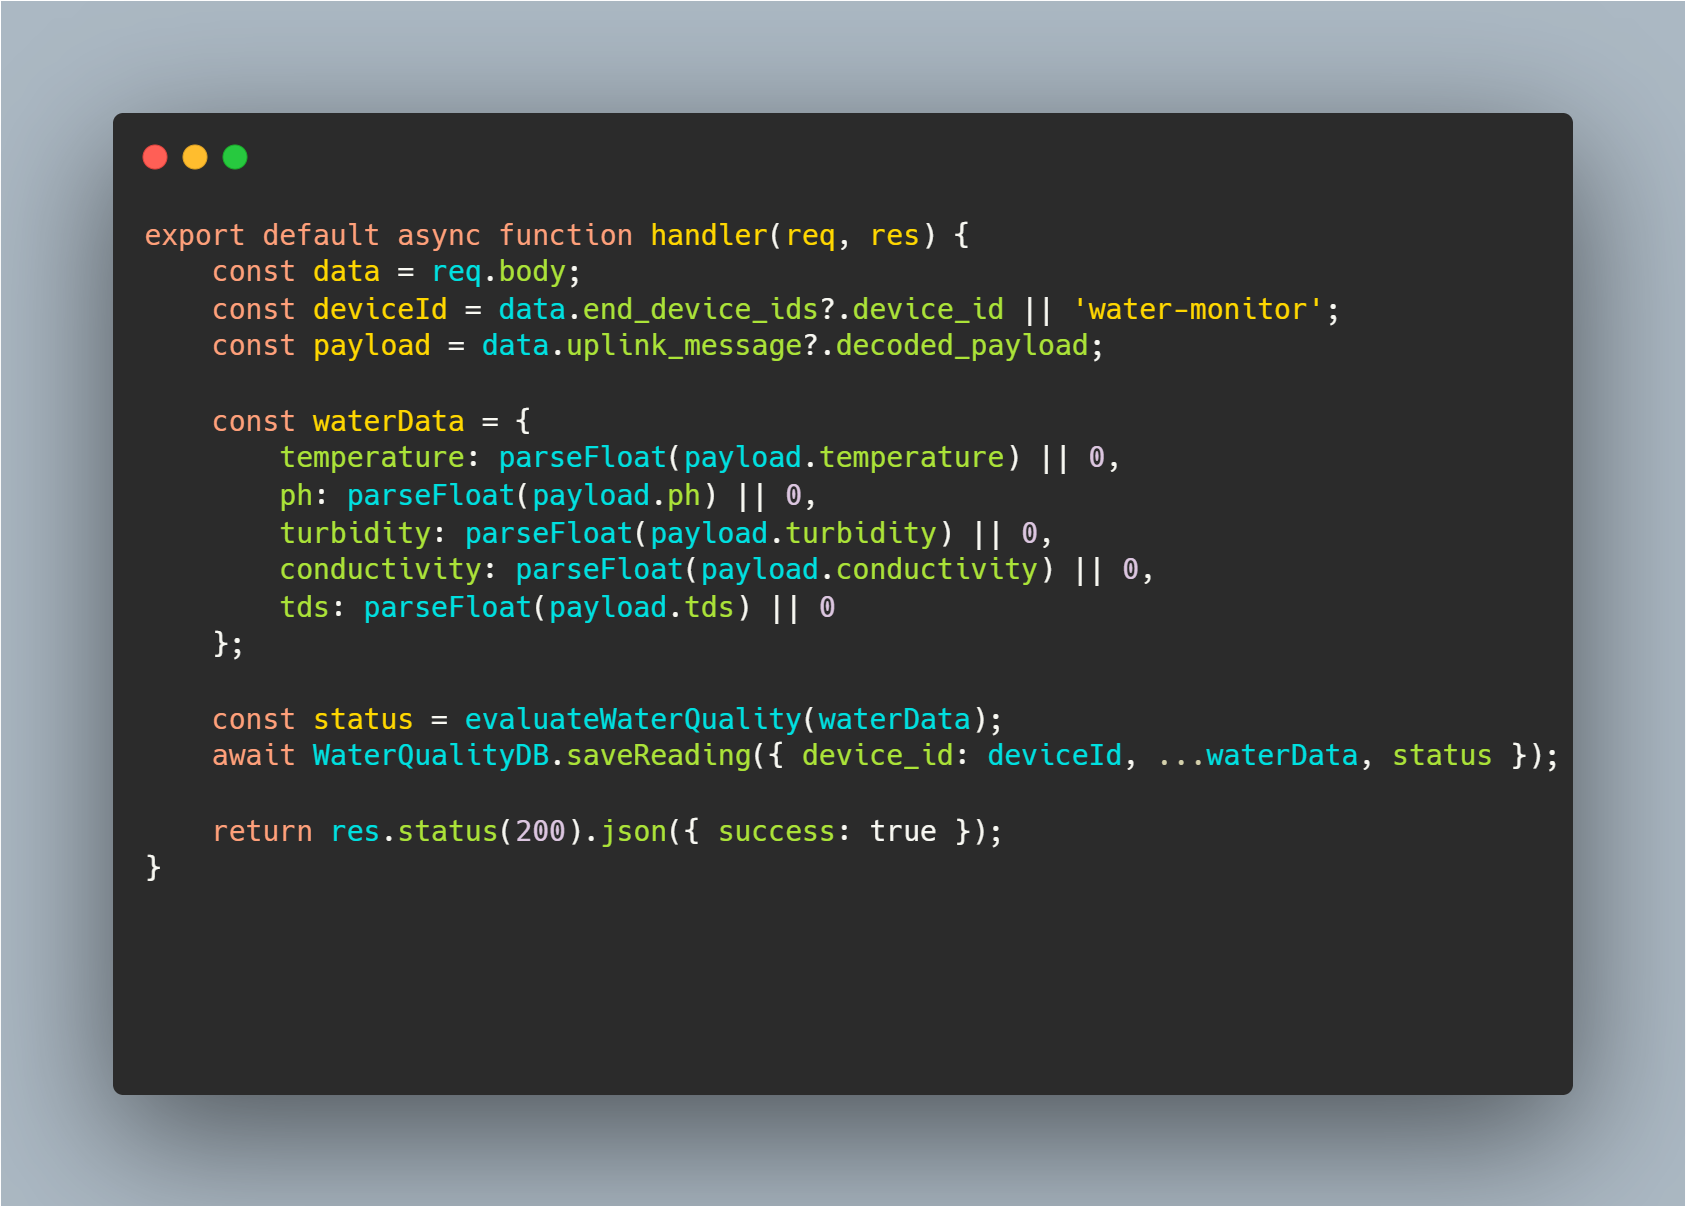 export default async function handler(req, res) {
    const data = req.body;
    const deviceId = data.end_device_ids?.device_id || 'water-monitor';
    const payload = data.uplink_message?.decoded_payload;

    const waterData = {
        temperature: parseFloat(payload.temperature) || 0,
        ph: parseFloat(payload.ph) || 0,
        turbidity: parseFloat(payload.turbidity) || 0,
        conductivity: parseFloat(payload.conductivity) || 0,
        tds: parseFloat(payload.tds) || 0
    };

    const status = evaluateWaterQuality(waterData);
    await WaterQualityDB.saveReading({ device_id: deviceId, ...waterData, status });

    return res.status(200).json({ success: true });
}